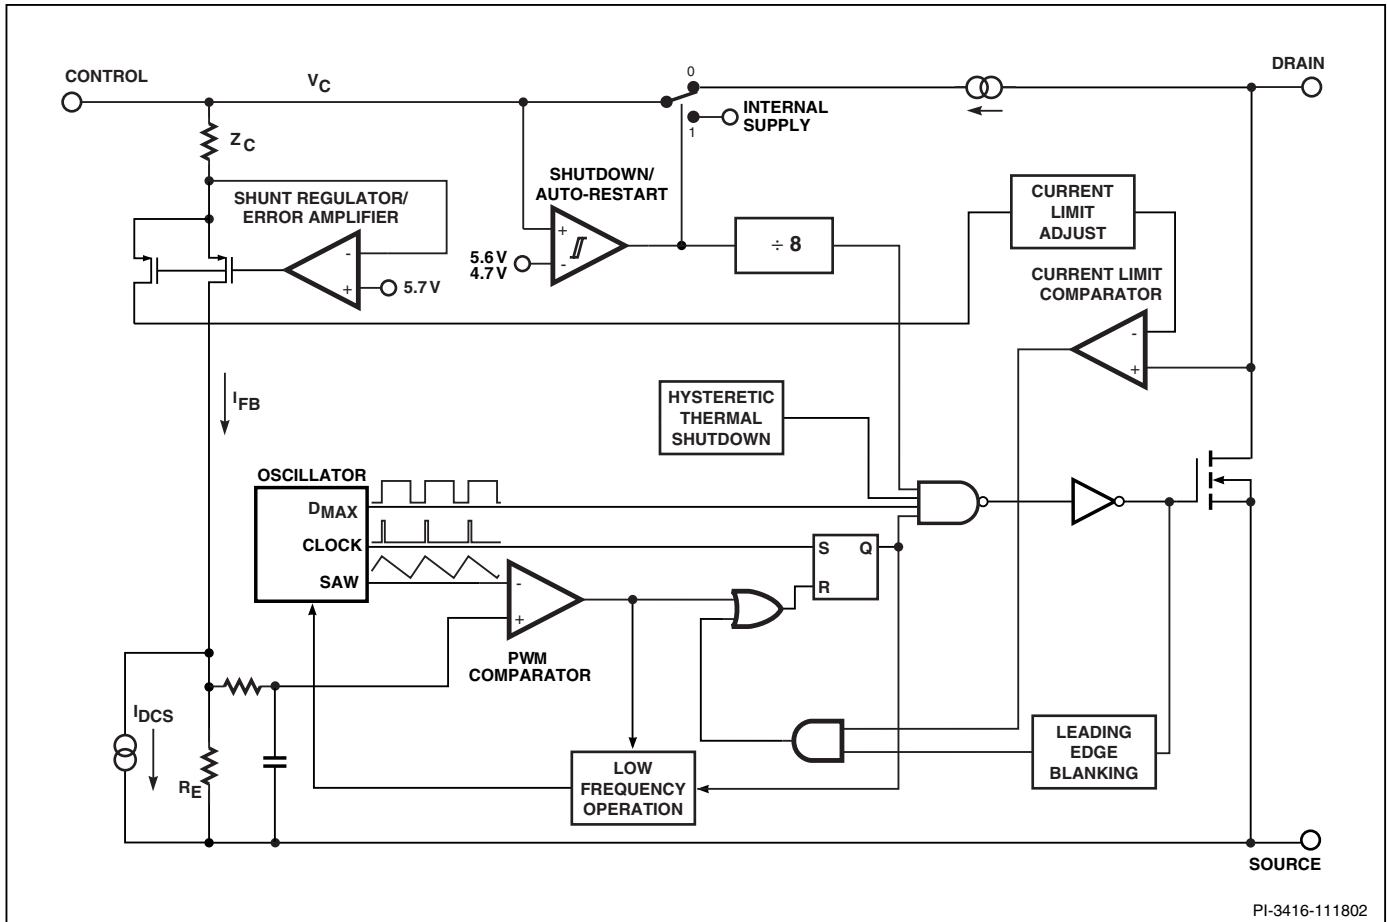 CONTROL
V_C
0
DRAIN
INTERNAL
SUPPLY
1
Z_C
SHUTDOWN/
AUTO-RESTART
SHUNT REGULATOR/
ERROR AMPLIFIER
CURRENT
LIMIT
ADJUST
-
+
5.7 V
+
-
5.6 V
4.7 V
÷ 8
CURRENT LIMIT
COMPARATOR
-
+
HYSTERETIC
THERMAL
SHUTDOWN
I_FB
OSCILLATOR
D_MAX
CLOCK
SAW
-
+
PWM
COMPARATOR
S Q
R
I_DCS
R_E
LOW
FREQUENCY
OPERATION
LEADING
EDGE
BLANKING
SOURCE
PI-3416-111802